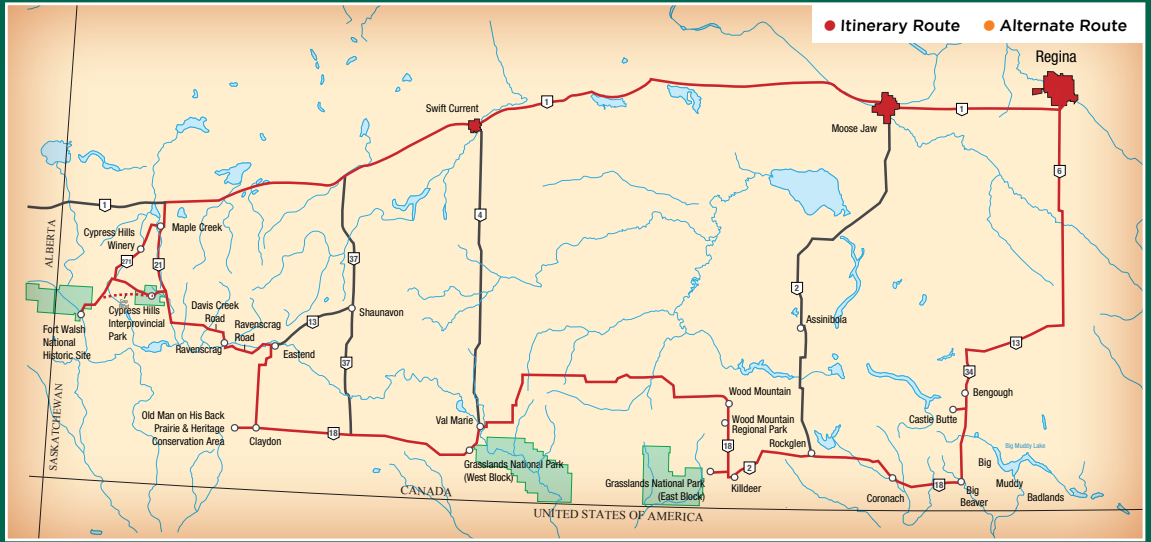 Itinerary Route
Alternate Route
Regina
Swift Current
1
Moose Jaw
1
6
1
ALBERTA
Cypress Hills
Winery
Maple Creek
271
21
4
37
2
Fort Walsh
National
Historic Site
Cypress Hills
Interprovincial
Park
Davis Creek
Road
Ravenscrag
Road
Ravenscrag
Eastend
13
Shaunavon
37
Assiniboia
13
34
Bengough
Castle Butte
SASKATCHEWAN
Old Man on His Back
Prairie & Heritage
Conservation Area
Claydon
18
Val Marie
Grasslands National Park
(West Block)
Wood Mountain
Wood Mountain
Regional Park
18
Rockglen
2
Killdeer
Grasslands National Park
(East Block)
Coronach
18
Big
Beaver
Big Muddy Lake
Big
Muddy
Badlands
CANADA
UNITED STATES OF AMERICA